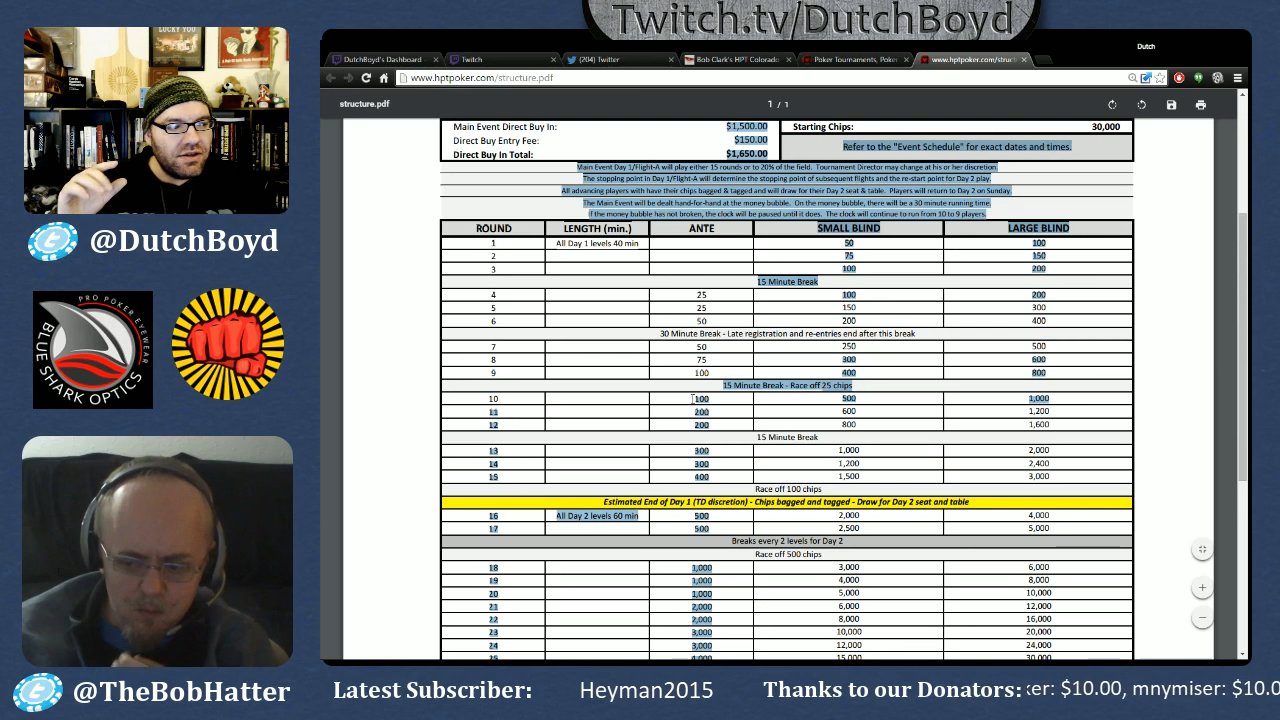 Twitch.tv/DutchBoyd
Dutch
DutchBoyd's Dashboard
Twitch
(204) Twitter
Bob Clark's HPT Colorado
Poker Tournaments, Poker
www.hptpoker.com/struct
www.hptpoker.com/structure.pdf
structure.pdf
1 / 1
Main Event Direct Buy In: $1,500.00 Starting Chips: 30,000
Direct Buy Entry Fee: $150.00 Refer to the "Event Schedule" for exact dates and times.
Direct Buy In Total: $1,650.00
Main Event Day 1/Flight-A will play either 15 rounds or to 20% of the field. Tournament Director may change at his or her discretion.
The stopping point in Day 1/Flight-A will determine the stopping point of subsequent flights and the re-start point for Day 2 play.
All advancing players with have their chips bagged & tagged and will draw for their Day 2 seat & table. Players will return to Day 2 on Sunday.
The Main Event will be dealt hand-for-hand at the money bubble. On the money bubble, there will be a 30 minute running time.
If the money bubble has not broken, the clock will be paused until it does. The clock will continue to run from 10 to 9 players.
ROUND LENGTH (min.) ANTE SMALL BLIND LARGE BLIND
1 All Day 1 levels 40 min 50 100
2 75 150
3 100 200
15 Minute Break
4 25 100 200
5 25 150 300
6 50 200 400
30 Minute Break - Late registration and re-entries end after this break
7 50 250 500
8 75 300 600
9 100 400 800
15 Minute Break - Race off 25 chips
10 100 500 1,000
11 200 600 1,200
12 200 800 1,600
15 Minute Break
13 300 1,000 2,000
14 300 1,200 2,400
15 400 1,500 3,000
Race off 100 chips
Estimated End of Day 1 (TD discretion) - Chips bagged and tagged - Draw for Day 2 seat and table
16 All Day 2 levels 60 min 500 2,000 4,000
17 500 2,500 5,000
Breaks every 2 levels for Day 2
Race off 500 chips
18 1,000 3,000 6,000
19 1,000 4,000 8,000
20 1,000 5,000 10,000
21 2,000 6,000 12,000
22 2,000 8,000 16,000
23 3,000 10,000 20,000
24 3,000 12,000 24,000
25 4,000 15,000 30,000
@DutchBoyd
PRO POKER EYEWEAR
BLUE SHARK OPTICS
LUCKY YOU
@TheBobHatter
Latest Subscriber: Heyman2015 Thanks to our Donators: ker: $10.00, mnymiser: $10.0